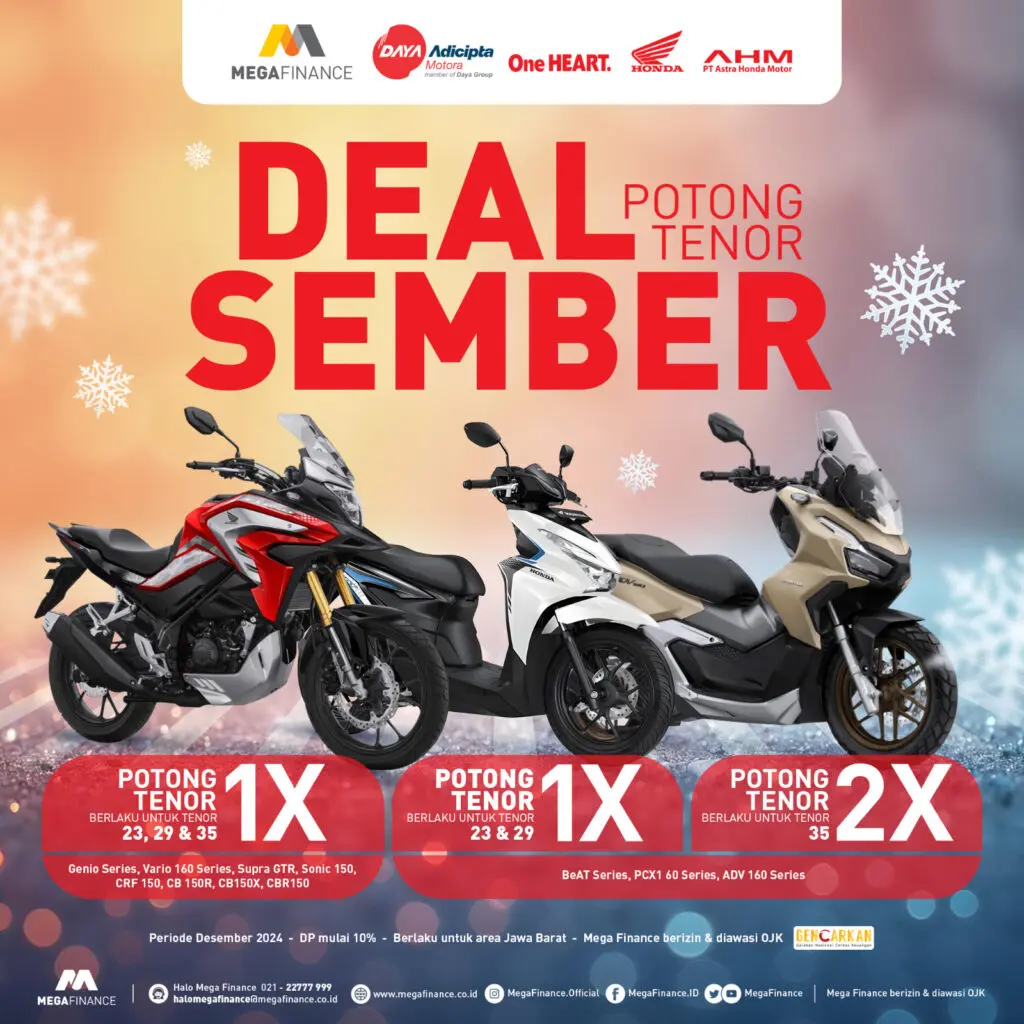 MEGAFINANCE
DAYA Adicipta
Motora
member of Daya Group
One HEART.
HONDA
AHM
PT Astra Honda Motor
DEAL
POTONG
TENOR
SEMBER
HONDA
POTONG
TENOR
1X
BERLAKU UNTUK TENOR
23, 29 & 35
Genio Series, Vario 160 Series, Supra GTR, Sonic 150,
CRF 150, CB 150R, CB150X, CBR150
POTONG
TENOR
1X
BERLAKU UNTUK TENOR
23 & 29
POTONG
TENOR
2X
BERLAKU UNTUK TENOR
35
BeAT Series, PCX1 60 Series, ADV 160 Series
Periode Desember 2024 - DP mulai 10% - Berlaku untuk area Jawa Barat - Mega Finance berizin & diawasi OJK
GENCARKAN
Gerakan Nasional Cerdas Keuangan
MEGAFINANCE
Halo Mega Finance 021 - 22777 999
halomegafinance@megafinance.co.id
www.megafinance.co.id
MegaFinance.Official
MegaFinance.ID
MegaFinance
Mega Finance berizin & diawasi OJK